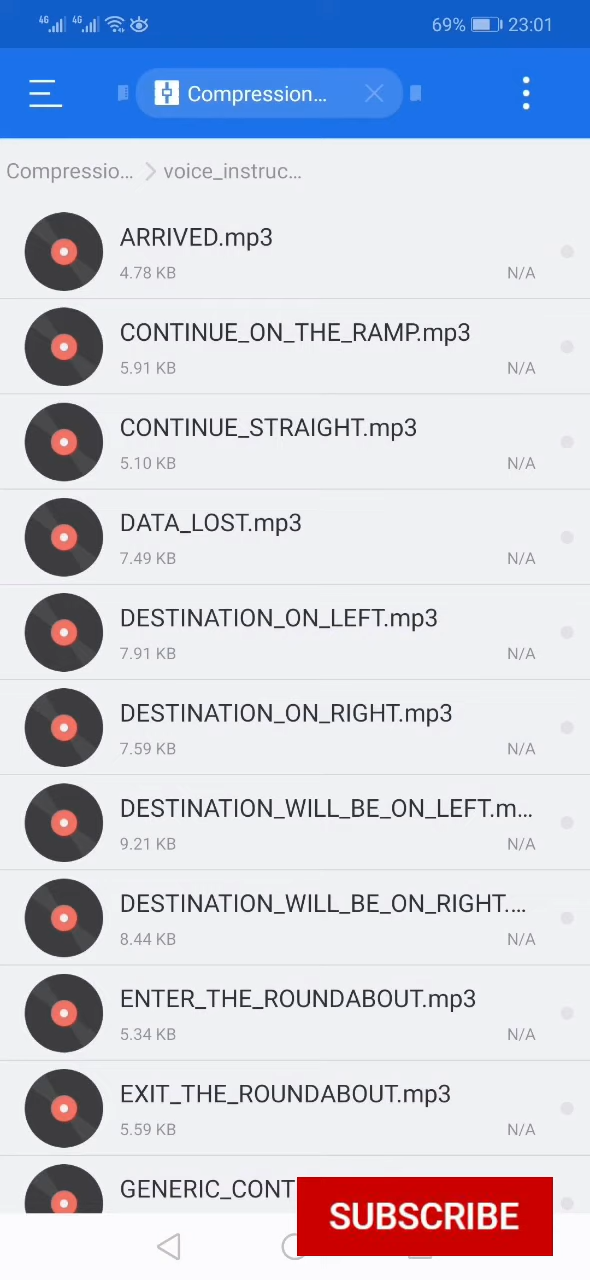 4G 4G 69% 23:01
Compression...
Compressio... voice_instruc...
ARRIVED.mp3
4.78 KB N/A
CONTINUE_ON_THE_RAMP.mp3
5.91 KB N/A
CONTINUE_STRAIGHT.mp3
5.10 KB N/A
DATA_LOST.mp3
7.49 KB N/A
DESTINATION_ON_LEFT.mp3
7.91 KB N/A
DESTINATION_ON_RIGHT.mp3
7.59 KB N/A
DESTINATION_WILL_BE_ON_LEFT.m...
9.21 KB N/A
DESTINATION_WILL_BE_ON_RIGHT....
8.44 KB N/A
ENTER_THE_ROUNDABOUT.mp3
5.34 KB N/A
EXIT_THE_ROUNDABOUT.mp3
5.59 KB N/A
GENERIC_CONT
SUBSCRIBE